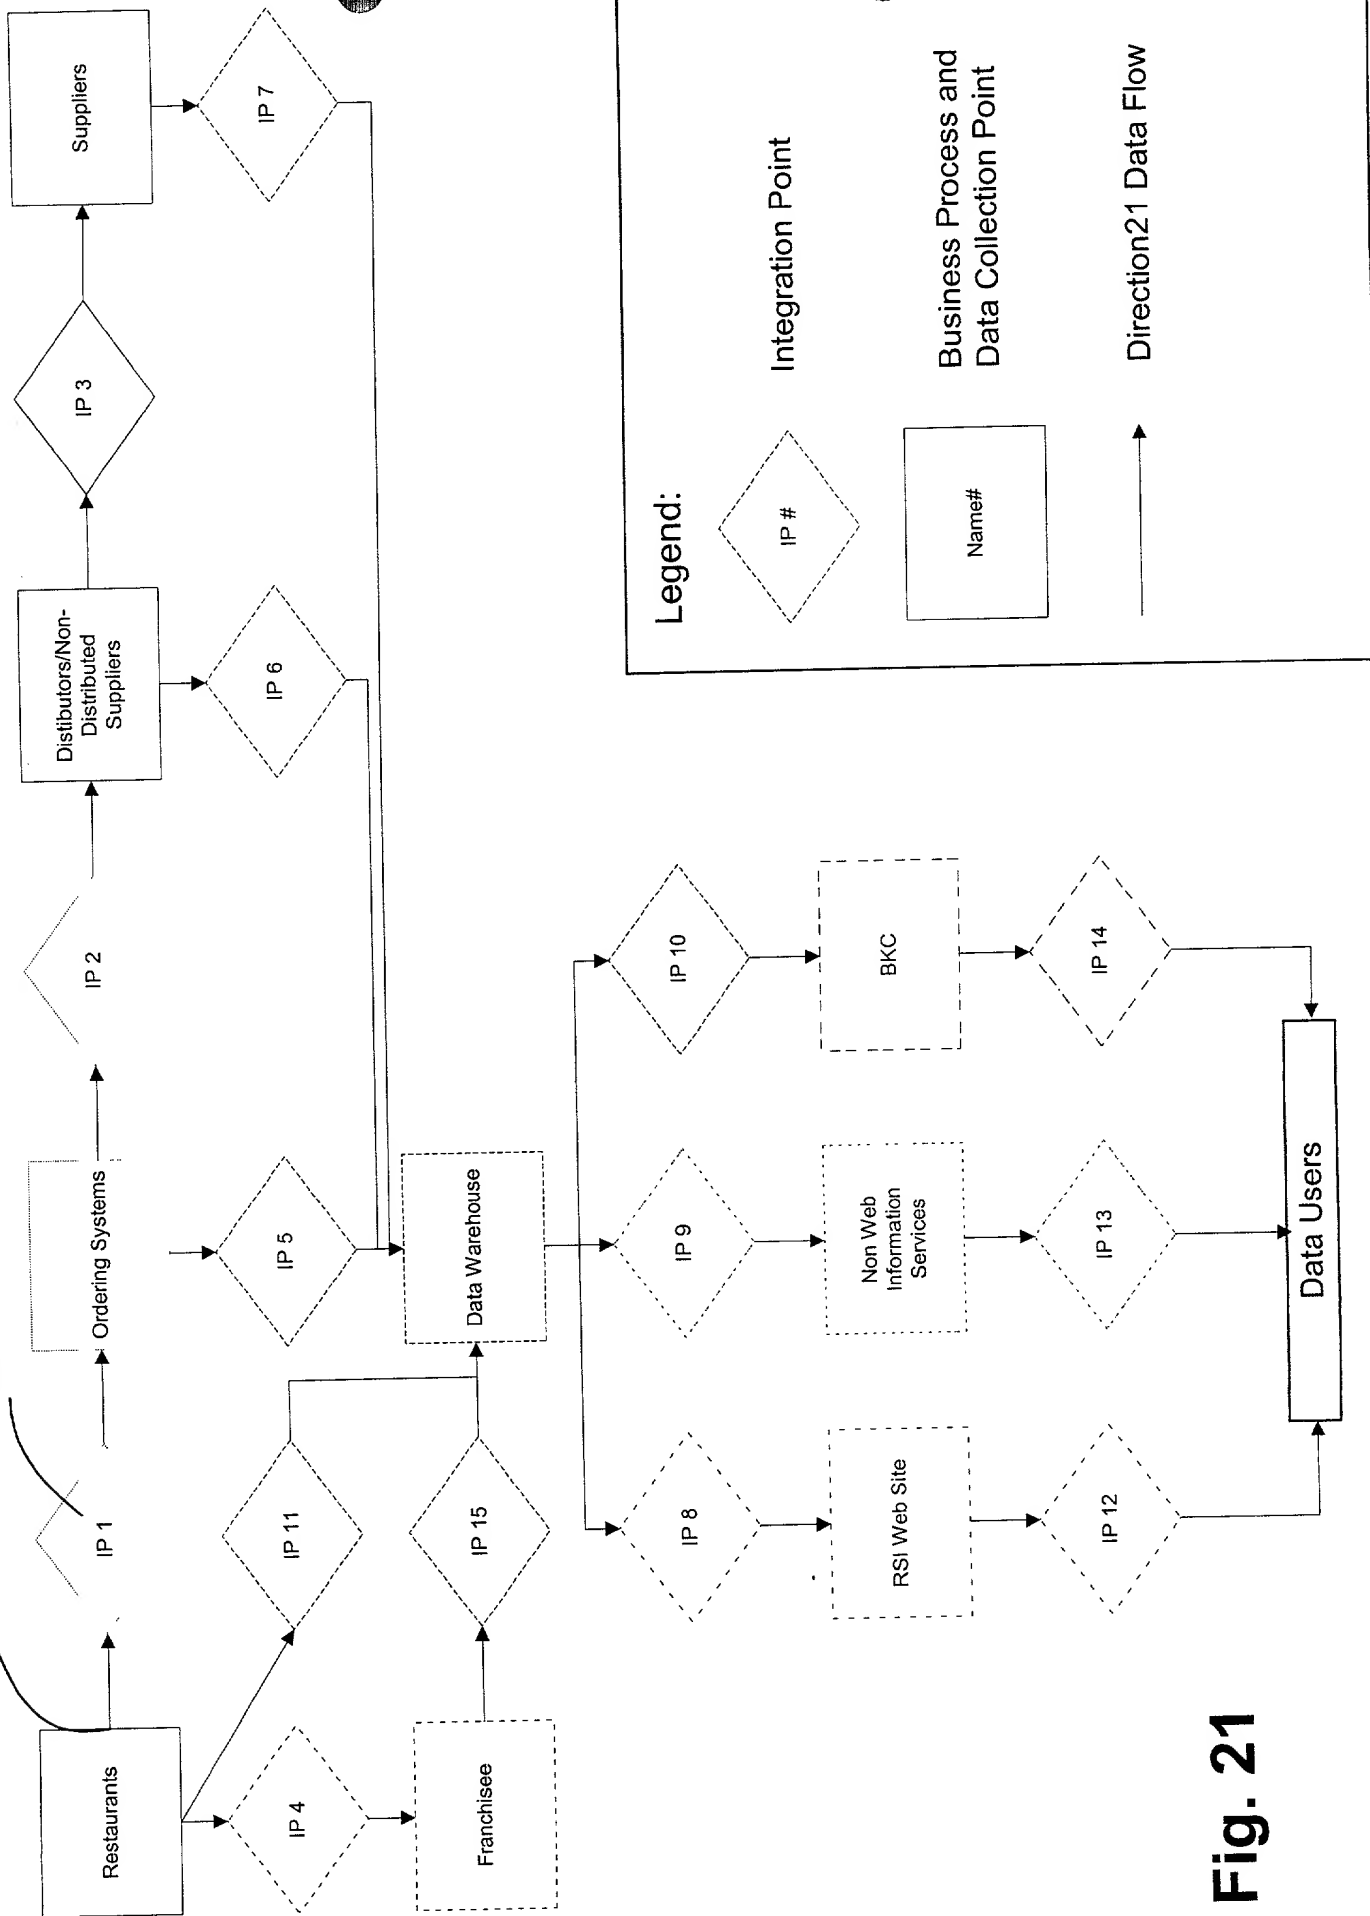 Restaurants
IP 1
Ordering Systems
IP 2
Distibutors/Non-
Distributed
Suppliers
IP 3
Suppliers
IP 4
IP 11
IP 5
IP 6
IP 7
Franchisee
IP 15
Data Warehouse
IP 8
IP 9
IP 10
RSI Web Site
Non Web
Information
Services
BKC
IP 12
IP 13
IP 14
Data Users
Legend:
IP #
Integration Point
Name#
Business Process and
Data Collection Point
Direction21 Data Flow
Fig. 21